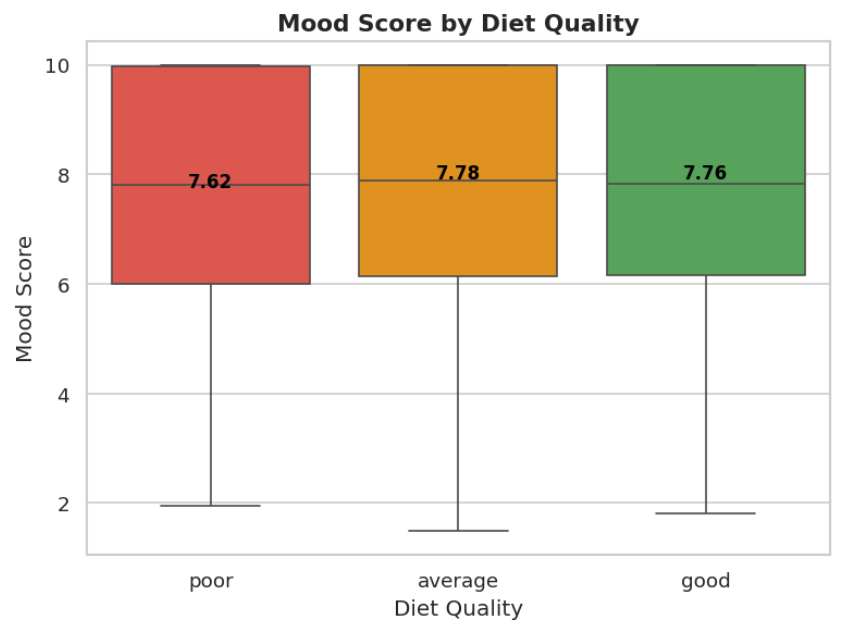 Mood Score by Diet Quality
10
8
6
4
2
Mood Score
7.62
7.78
7.76
poor
average
good
Diet Quality